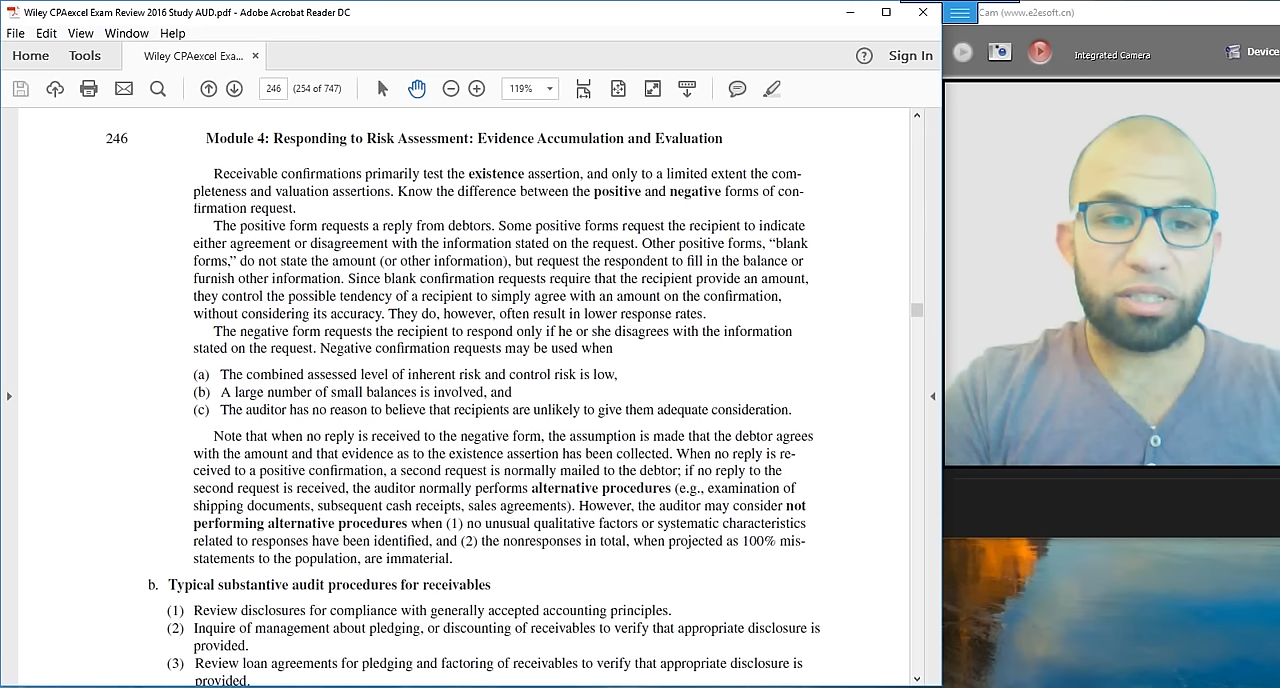 Wiley CPAexcel Exam Review 2016 Study AUD.pdf - Adobe Acrobat Reader DC
Cam (www.e2esoft.cn)
File Edit View Window Help
Home Tools Wiley CPAexcel Exa... × Sign In
Integrated Camera Device
246 (254 of 747) 119%
246 Module 4: Responding to Risk Assessment: Evidence Accumulation and Evaluation
Receivable confirmations primarily test the existence assertion, and only to a limited extent the com-
pleteness and valuation assertions. Know the difference between the positive and negative forms of con-
firmation request.
The positive form requests a reply from debtors. Some positive forms request the recipient to indicate
either agreement or disagreement with the information stated on the request. Other positive forms, “blank
forms,” do not state the amount (or other information), but request the respondent to fill in the balance or
furnish other information. Since blank confirmation requests require that the recipient provide an amount,
they control the possible tendency of a recipient to simply agree with an amount on the confirmation,
without considering its accuracy. They do, however, often result in lower response rates.
The negative form requests the recipient to respond only if he or she disagrees with the information
stated on the request. Negative confirmation requests may be used when
(a) The combined assessed level of inherent risk and control risk is low,
(b) A large number of small balances is involved, and
(c) The auditor has no reason to believe that recipients are unlikely to give them adequate consideration.
Note that when no reply is received to the negative form, the assumption is made that the debtor agrees
with the amount and that evidence as to the existence assertion has been collected. When no reply is re-
ceived to a positive confirmation, a second request is normally mailed to the debtor; if no reply to the
second request is received, the auditor normally performs alternative procedures (e.g., examination of
shipping documents, subsequent cash receipts, sales agreements). However, the auditor may consider not
performing alternative procedures when (1) no unusual qualitative factors or systematic characteristics
related to responses have been identified, and (2) the nonresponses in total, when projected as 100% mis-
statements to the population, are immaterial.
b. Typical substantive audit procedures for receivables
(1) Review disclosures for compliance with generally accepted accounting principles.
(2) Inquire of management about pledging, or discounting of receivables to verify that appropriate disclosure is
provided.
(3) Review loan agreements for pledging and factoring of receivables to verify that appropriate disclosure is
provided.